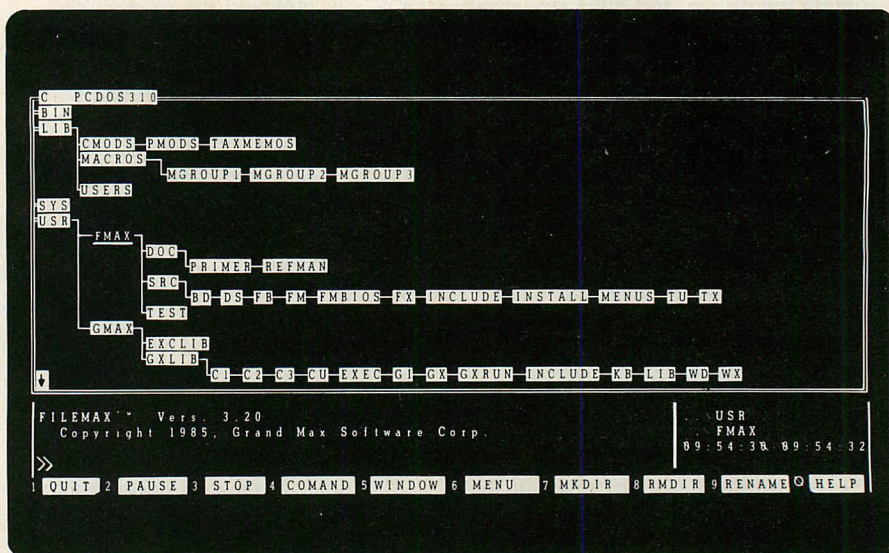 C PCDOS310
BIN
LIB
CMODS PMODS TAXMEMOS
MACROS
MGROUP1 MGROUP2 MGROUP3
USERS
SYS
USR
FMAX
DOC
PRIMER REFMAN
SRC
BD DS FB FM FMBIOS FX INCLUDE INSTALL MENUS TU TX
TEST
GMAX
EXCLIB
GXLIB
C1 C2 C3 CU EXEC GI GX GXRUN INCLUDE KB LIB WD WX
FILEMAX™ Vers. 3.20
Copyright 1985, Grand Max Software Corp.
>>
..\USR
..\FMAX
09:54:30 09:54:32
1 QUIT 2 PAUSE 3 STOP 4 COMAND 5 WINDOW 6 MENU 7 MKDIR 8 RMDIR 9 RENAME 0 HELP